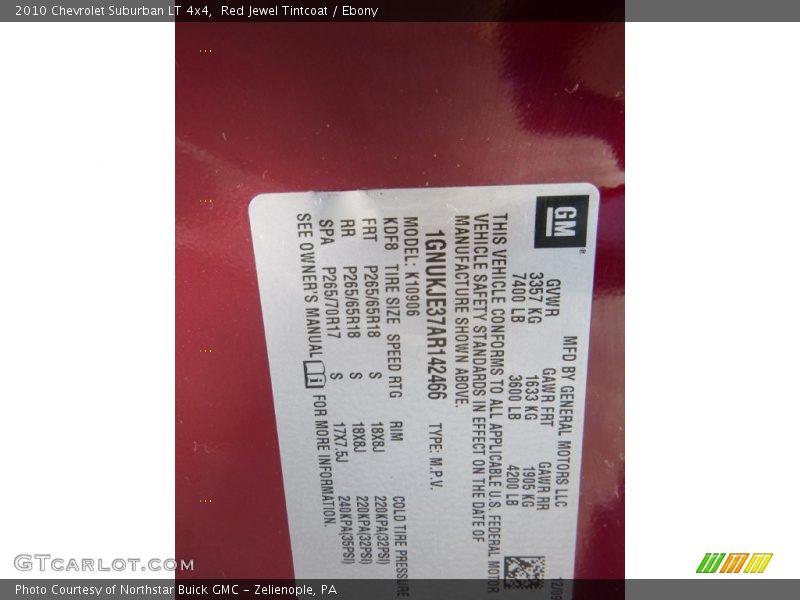 2010 Chevrolet Suburban LT 4x4,  Red Jewel Tintcoat / Ebony
GM®
MFD BY GENERAL MOTORS LLC 12/09
GVWR GAWR FRT GAWR RR
3357 KG 1633 KG 1905 KG
7400 LB 3600 LB 4200 LB
THIS VEHICLE CONFORMS TO ALL APPLICABLE U.S. FEDERAL MOTOR
VEHICLE SAFETY STANDARDS IN EFFECT ON THE DATE OF
MANUFACTURE SHOWN ABOVE.
1GNUKJE37AR142466 TYPE: M.P.V.
MODEL: K10906
KDF8 TIRE SIZE SPEED RTG RIM COLD TIRE PRESSURE
FRT P265/65R18 S 18X8J 220KPA(32PSI)
RR P265/65R18 S 18X8J 220KPA(32PSI)
SPA P265/70R17 S 17X7.5J 240KPA(35PSI)
SEE OWNER'S MANUAL FOR MORE INFORMATION.
GTCARLOT.COM
Photo Courtesy of Northstar Buick GMC – Zelienople, PA